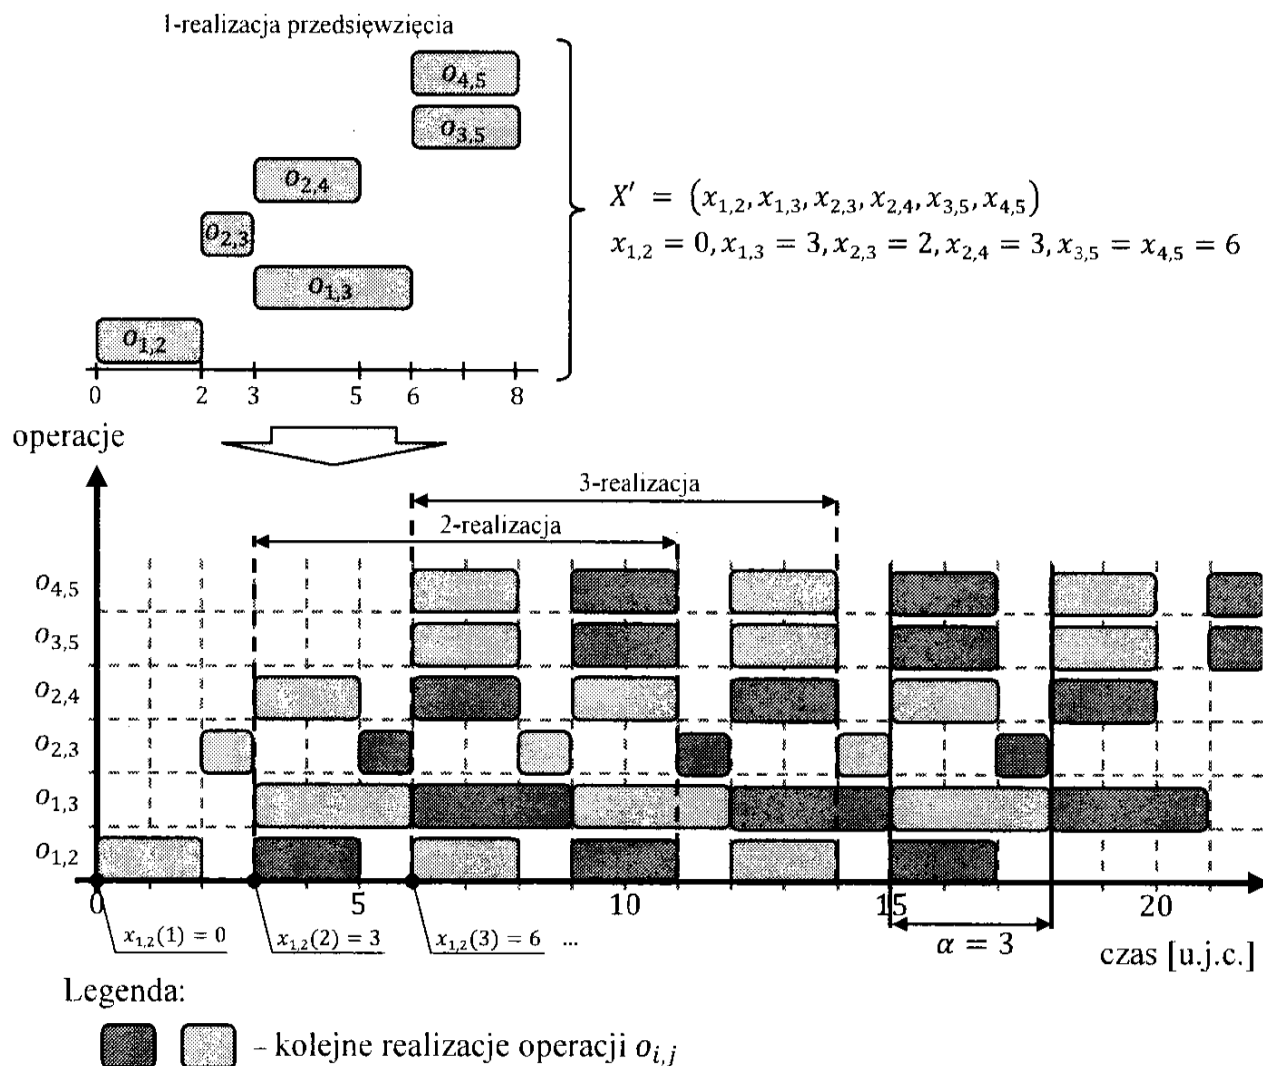 1-realizacja przedsięwzięcia
o4,5
o3,5
o2,4
o2,3
o1,3
o1,2
0 2 3 5 6 8
X′ = (x1,2, x1,3, x2,3, x2,4, x3,5, x4,5)
x1,2 = 0, x1,3 = 3, x2,3 = 2, x2,4 = 3, x3,5 = x4,5 = 6
operacje
3-realizacja
2-realizacja
o4,5
o3,5
o2,4
o2,3
o1,3
o1,2
0 5 10 15 20
x1,2(1) = 0 x1,2(2) = 3 x1,2(3) = 6 ...
α = 3
czas [u.j.c.]
Legenda:
– kolejne realizacje operacji oi,j